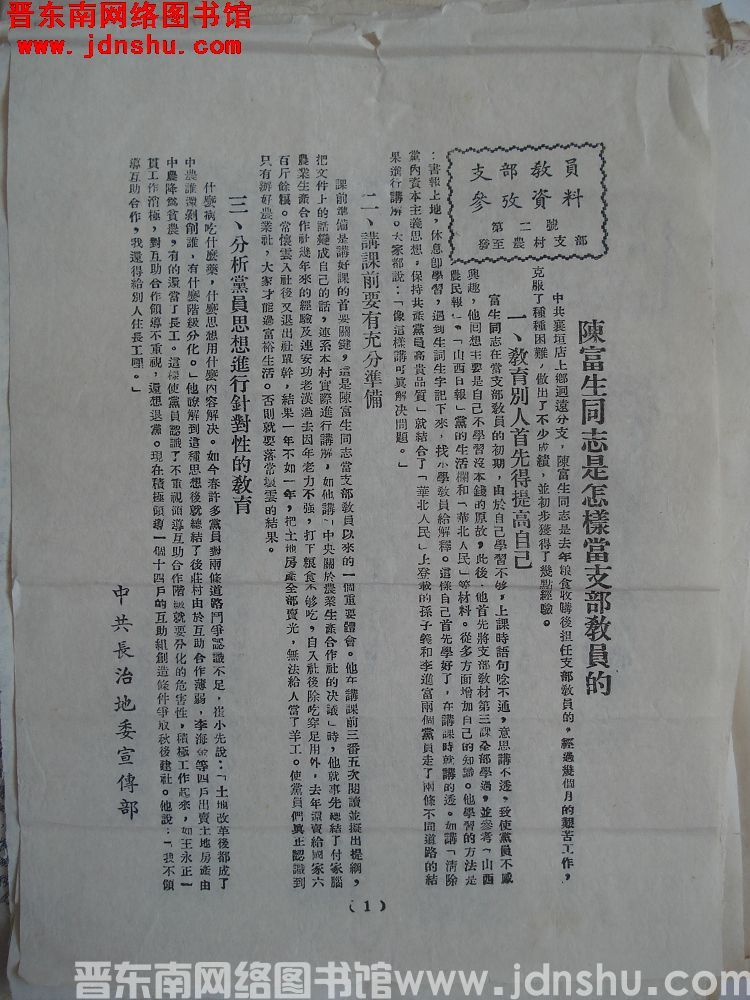 晋东南网络图书馆
www.jdnshu.com
支部教員
參攷資料
第二號
發至農村支部
陳富生同志是怎樣當支部教員的
中共襄垣店上鄉迥遠分支，陳富生同志是去年粮食收購後担任支部教員的，經過幾個月的艱苦工作，
克服了種種困難，做出了不少成績，並初步獲得了幾點經驗。
一、教育別人首先得提高自己
富生同志在當支部教員的初期，由於自己學習不够，上課時語句唸不通，意思講不透，致使黨員不感
興趣，他囘想主要是自己不學習沒本錢的原故，此後，他首先將支部教材第三課全部學過，並參考「山西
農民報」，「山西日報」黨的生活欄和「華北人民」等材料。從多方面增加自己的知識。他學習的方法是
：書報上地，休息卽學習，遇到生詞生字記下來，我小學教員給解釋。這樣自己首先學好了，在講課時就講的透。如講「清除
黨內資本主義思想，保持共產黨員高貴品質」就結合了「華北人民」上登載的孫子義和李進富兩個黨員走了兩條不同道路的結
果進行講解。大家都說：「像這樣講可眞解决問題。」
二、講課前要有充分準備
課前準備是講好課的首要關鍵，這是陳富生同志當支部教員以來的一個重要體會。他在講課前三番五次閱讀並擬出提綱，
把文件上的話變成自己的話，連系本村實際進行講解，如他講「中央關於農業生產合作社的决議」時，他就事先總結了付家腦
農業生產合作社幾年來的經驗及連安功老漢過去因年老力不强，打下粮食不够吃，自入社後除吃穿足用外，去年還賣給國家六
百斤餘粮。常懷雲入社後又退出社單幹，結果一年不如一年，把土地房產全部賣光，無法給人當了羊工。使黨員們眞正認識到
只有辦好農業社，大家才能過富裕生活。否則就要落常懷雲的結果。
三、分析黨員思想進行針對性的教育
什麽病吃什麽藥，什麽思想用什麽內容解决。如今春許多黨員對兩條道路鬥爭認識不足，崔小先說：「土地改革後都成了
中農誰還剝削誰，有什麽階級分化。」他瞭解到這種思想後就總結了後莊村由於互助合作薄弱，李海金等四戶出賣土地房產由
中農降爲貧農，有的還當了長工。這樣使黨員認識了不重視領導互助合作階級就要分化的危害性，積極工作起來，如王永正一
貫工作消極，對互助合作領導不重視，還想退黨。現在積極領導一個十四戶的互助組創造條件爭取秋後建社。他說：「我不領
導互助合作，我還得給別人住長工哩。」
中共長治地委宣傳部
（1）
晋东南网络图书馆www.jdnshu.com